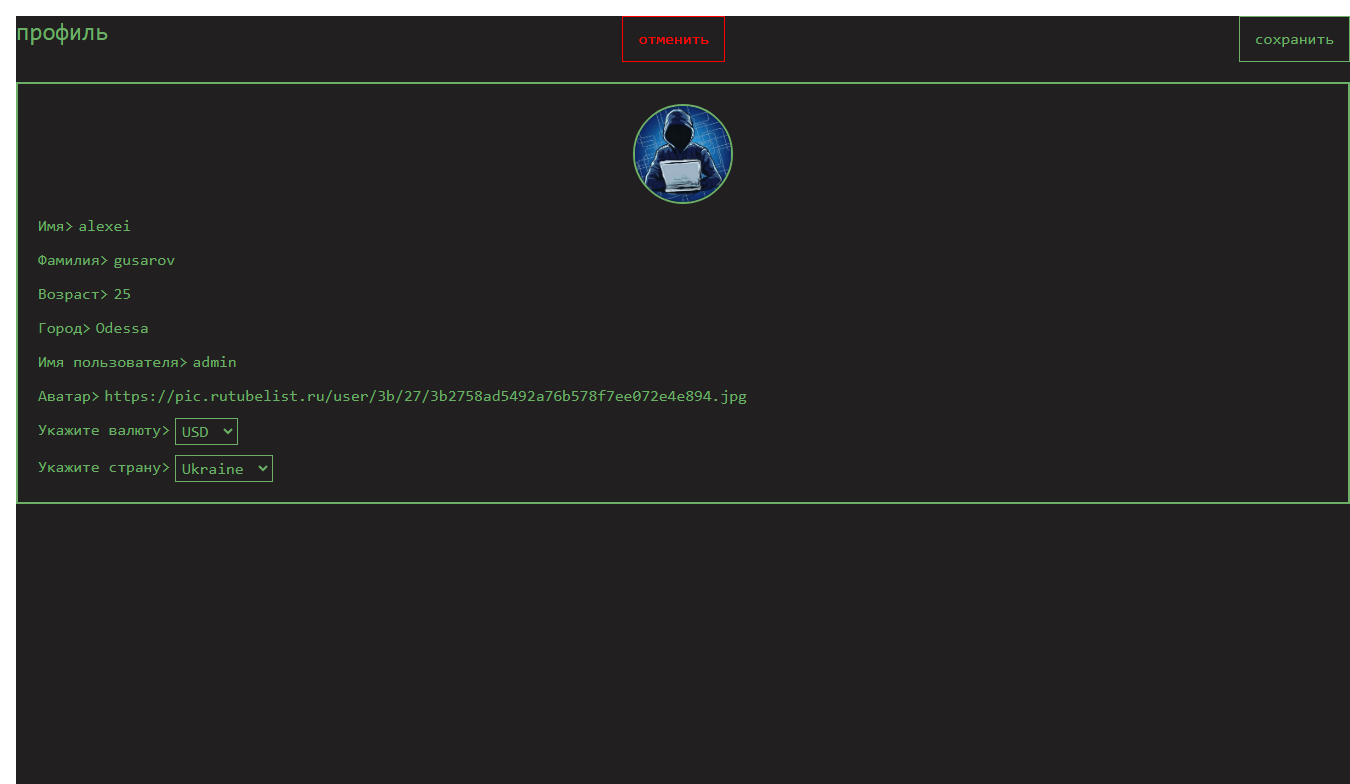 профиль
отменить
сохранить
Имя> alexei
Фамилия> gusarov
Возраст> 25
Город> Odessa
Имя пользователя> admin
Аватар> https://pic.rutubelist.ru/user/3b/27/3b2758ad5492a76b578f7ee072e4e894.jpg
Укажите валюту> USD
Укажите страну> Ukraine